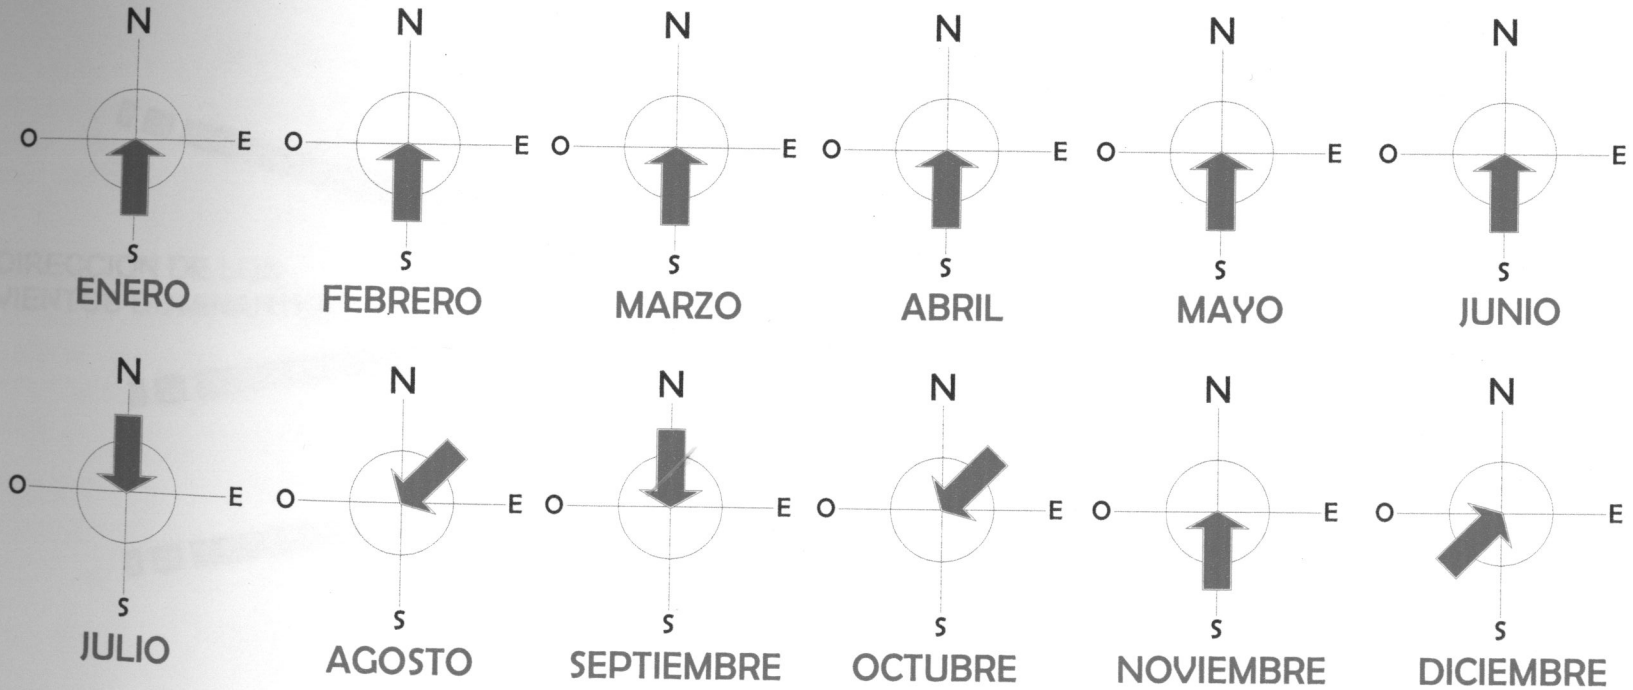 N N N N N N
O E O E O E O E O E O E
S S S S S S
ENERO FEBRERO MARZO ABRIL MAYO JUNIO
N N N N N N
O E O E O E O E O E O E
S S S S S S
JULIO AGOSTO SEPTIEMBRE OCTUBRE NOVIEMBRE DICIEMBRE